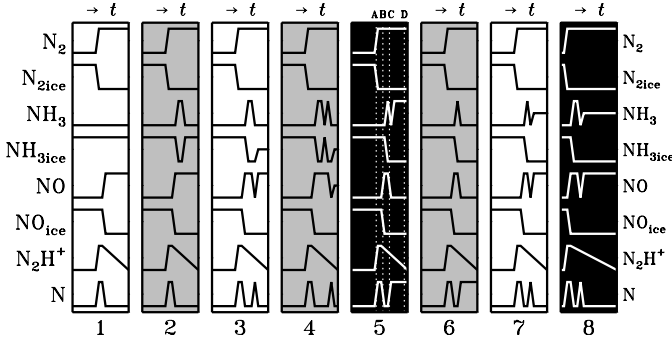 → t → t → t → t → t → t → t → t
A B C D
N₂ N₂
N₂ice N₂ice
NH₃ NH₃
NH₃ice NH₃ice
NO NO
NOice NOice
N₂H⁺ N₂H⁺
N N
1 2 3 4 5 6 7 8